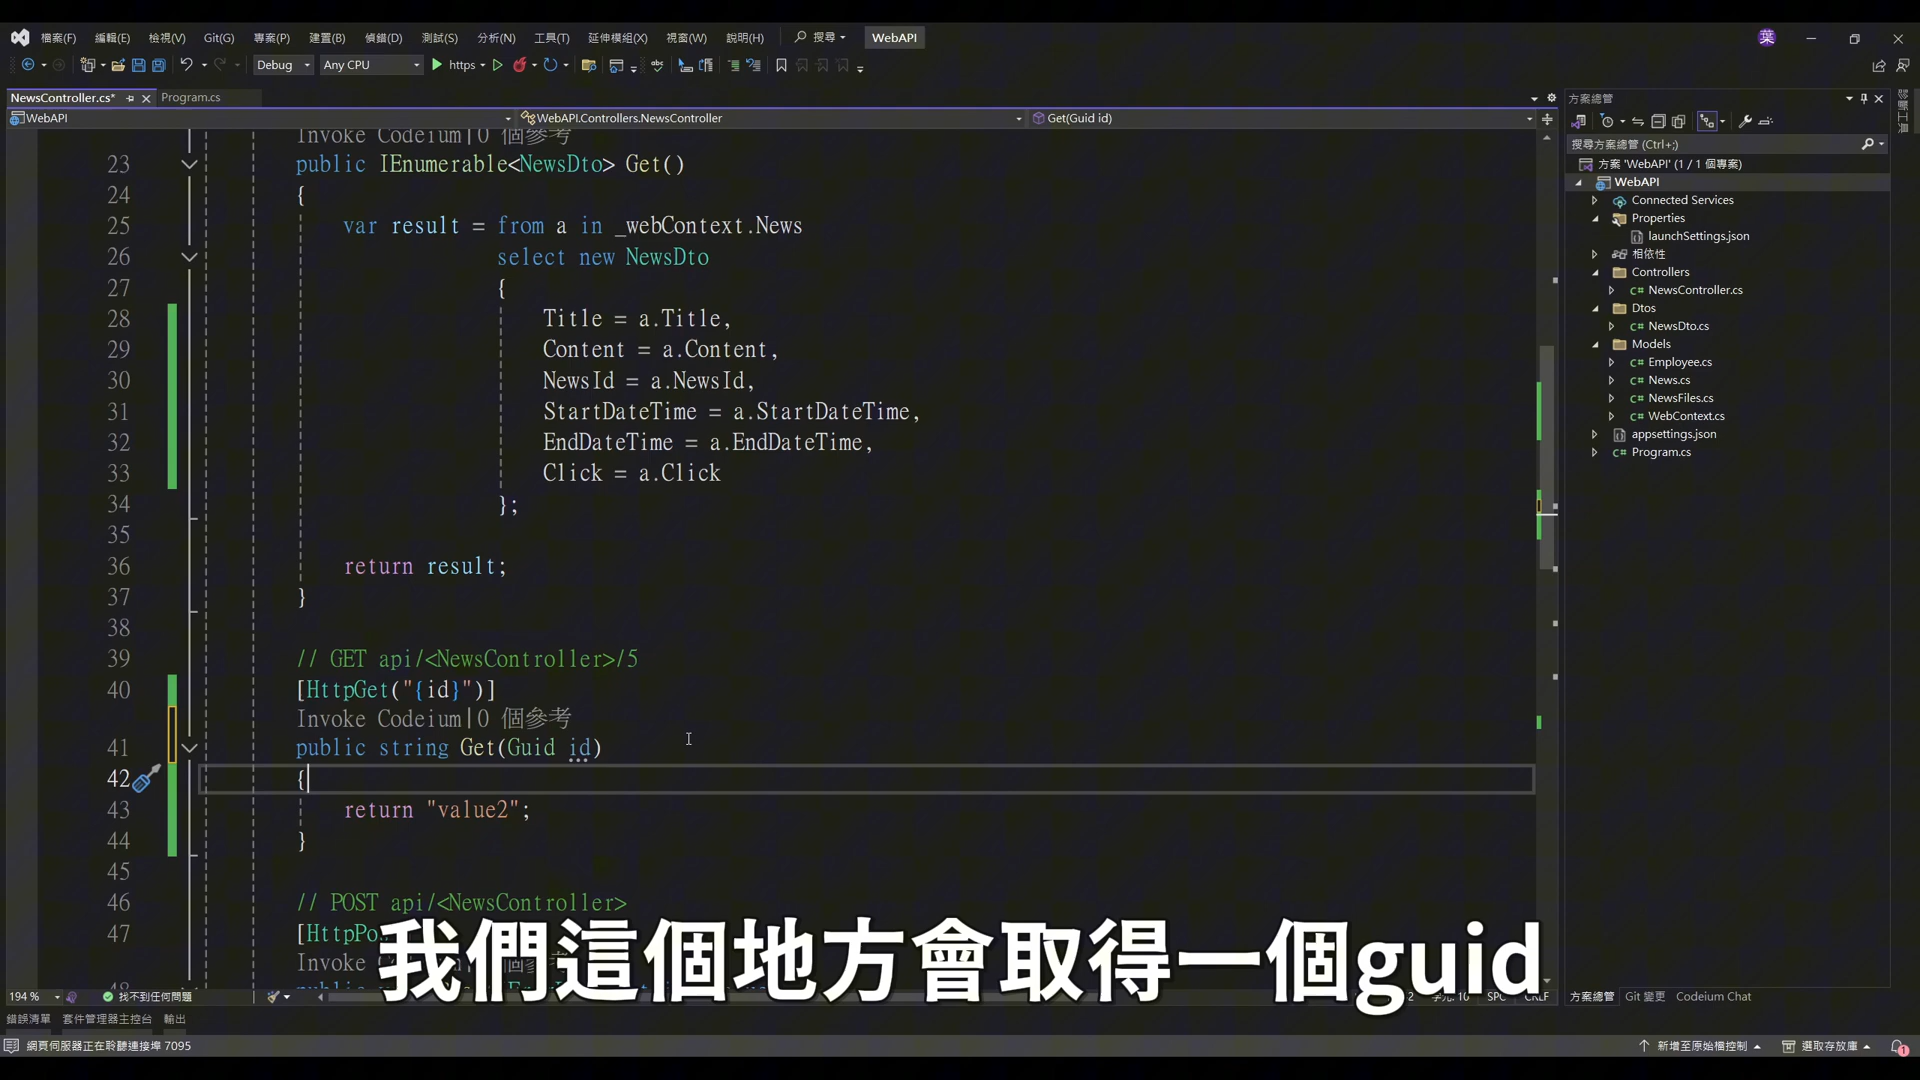 檔案(F) 編輯(E) 檢視(V) Git(G) 專案(P) 建置(B) 偵錯(D) 測試(S) 分析(N) 工具(T) 延伸模組(X) 視窗(W) 說明(H) 搜尋 WebAPI 葉
Debug Any CPU https
NewsController.cs* Program.cs
WebAPI WebAPI.Controllers.NewsController Get(Guid id)
Invoke Codeium|0 個參考
23 public IEnumerable<NewsDto> Get()
24 {
25 var result = from a in _webContext.News
26 select new NewsDto
27 {
28 Title = a.Title,
29 Content = a.Content,
30 NewsId = a.NewsId,
31 StartDateTime = a.StartDateTime,
32 EndDateTime = a.EndDateTime,
33 Click = a.Click
34 };
35
36 return result;
37 }
38
39 // GET api/<NewsController>/5
40 [HttpGet("{id}")]
Invoke Codeium|0 個參考
41 public string Get(Guid id)
42 {
43 return "value2";
44 }
45
46 // POST api/<NewsController>
47 [HttpPo
Invoke
我們這個地方會取得一個guid
194 % 找不到任何問題 SPC CRLF
錯誤清單 套件管理器主控台 輸出
網頁伺服器正在聆聽連接埠 7095 新增至原始檔控制 選取存放庫 1
方案總管
搜尋方案總管 (Ctrl+;)
方案 'WebAPI' (1 / 1 個專案)
WebAPI
Connected Services
Properties
launchSettings.json
相依性
Controllers
C# NewsController.cs
Dtos
C# NewsDto.cs
Models
C# Employee.cs
C# News.cs
C# NewsFiles.cs
C# WebContext.cs
appsettings.json
C# Program.cs
方案總管 Git 變更 Codeium Chat
診斷工具